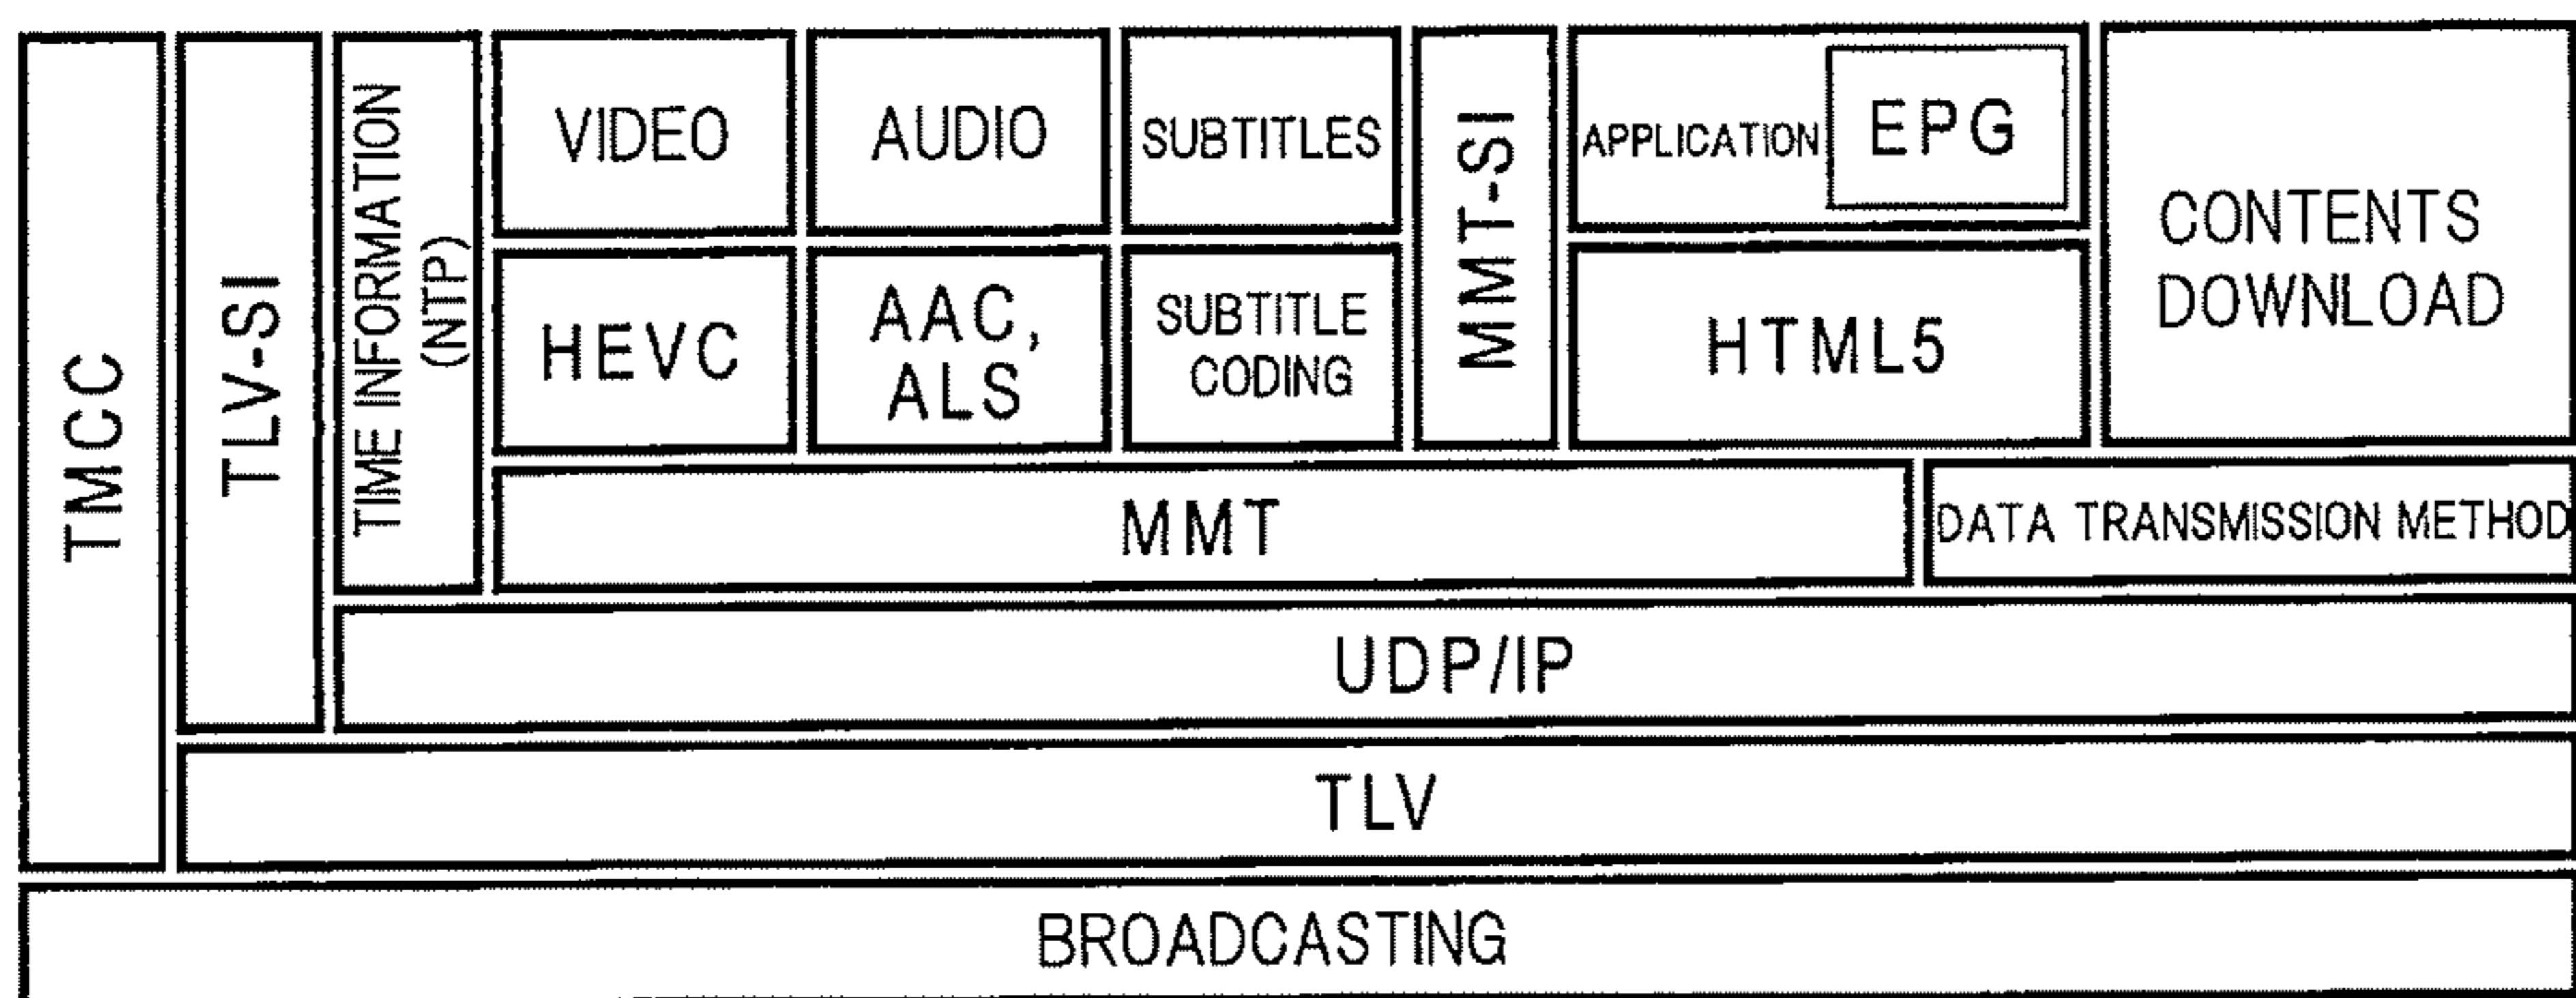 TMCC
TLV-SI
TIME INFORMATION
(NTP)
VIDEO
AUDIO
SUBTITLES
MMT-SI
APPLICATION
EPG
CONTENTS
DOWNLOAD
HEVC
AAC,
ALS
SUBTITLE
CODING
HTML5
MMT
DATA TRANSMISSION METHOD
UDP/IP
TLV
BROADCASTING